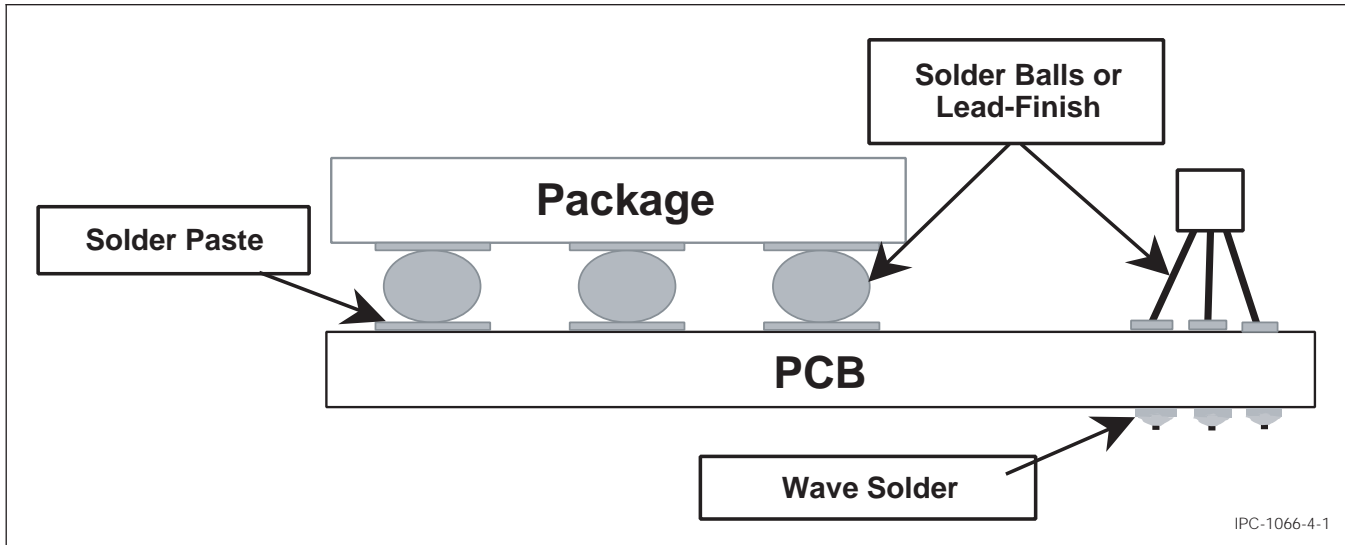 Solder Balls or
Lead-Finish
Package
Solder Paste
PCB
Wave Solder
IPC-1066-4-1